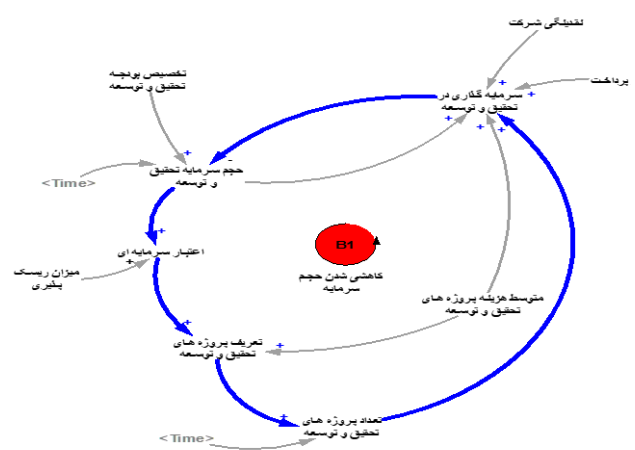 نقدینگی شرکت
تخصیص بودجه
تحقیق و توسعه
پرداخت
سرمایه گذاری در
تحقیق و توسعه
+
+
+
+
+
+
-
حجم سرمایه تحقیق
و توسعه
<Time>
B1
کاهشی شدن حجم
سرمایه
+
اعتبار سرمایه ای
+
میزان ریسک
پذیری
متوسط هزینه پروژه های
تحقیق و توسعه
+
+
تعریف پروژه های
تحقیق و توسعه
+
تعداد پروژه های
تحقیق و توسعه
<Time>